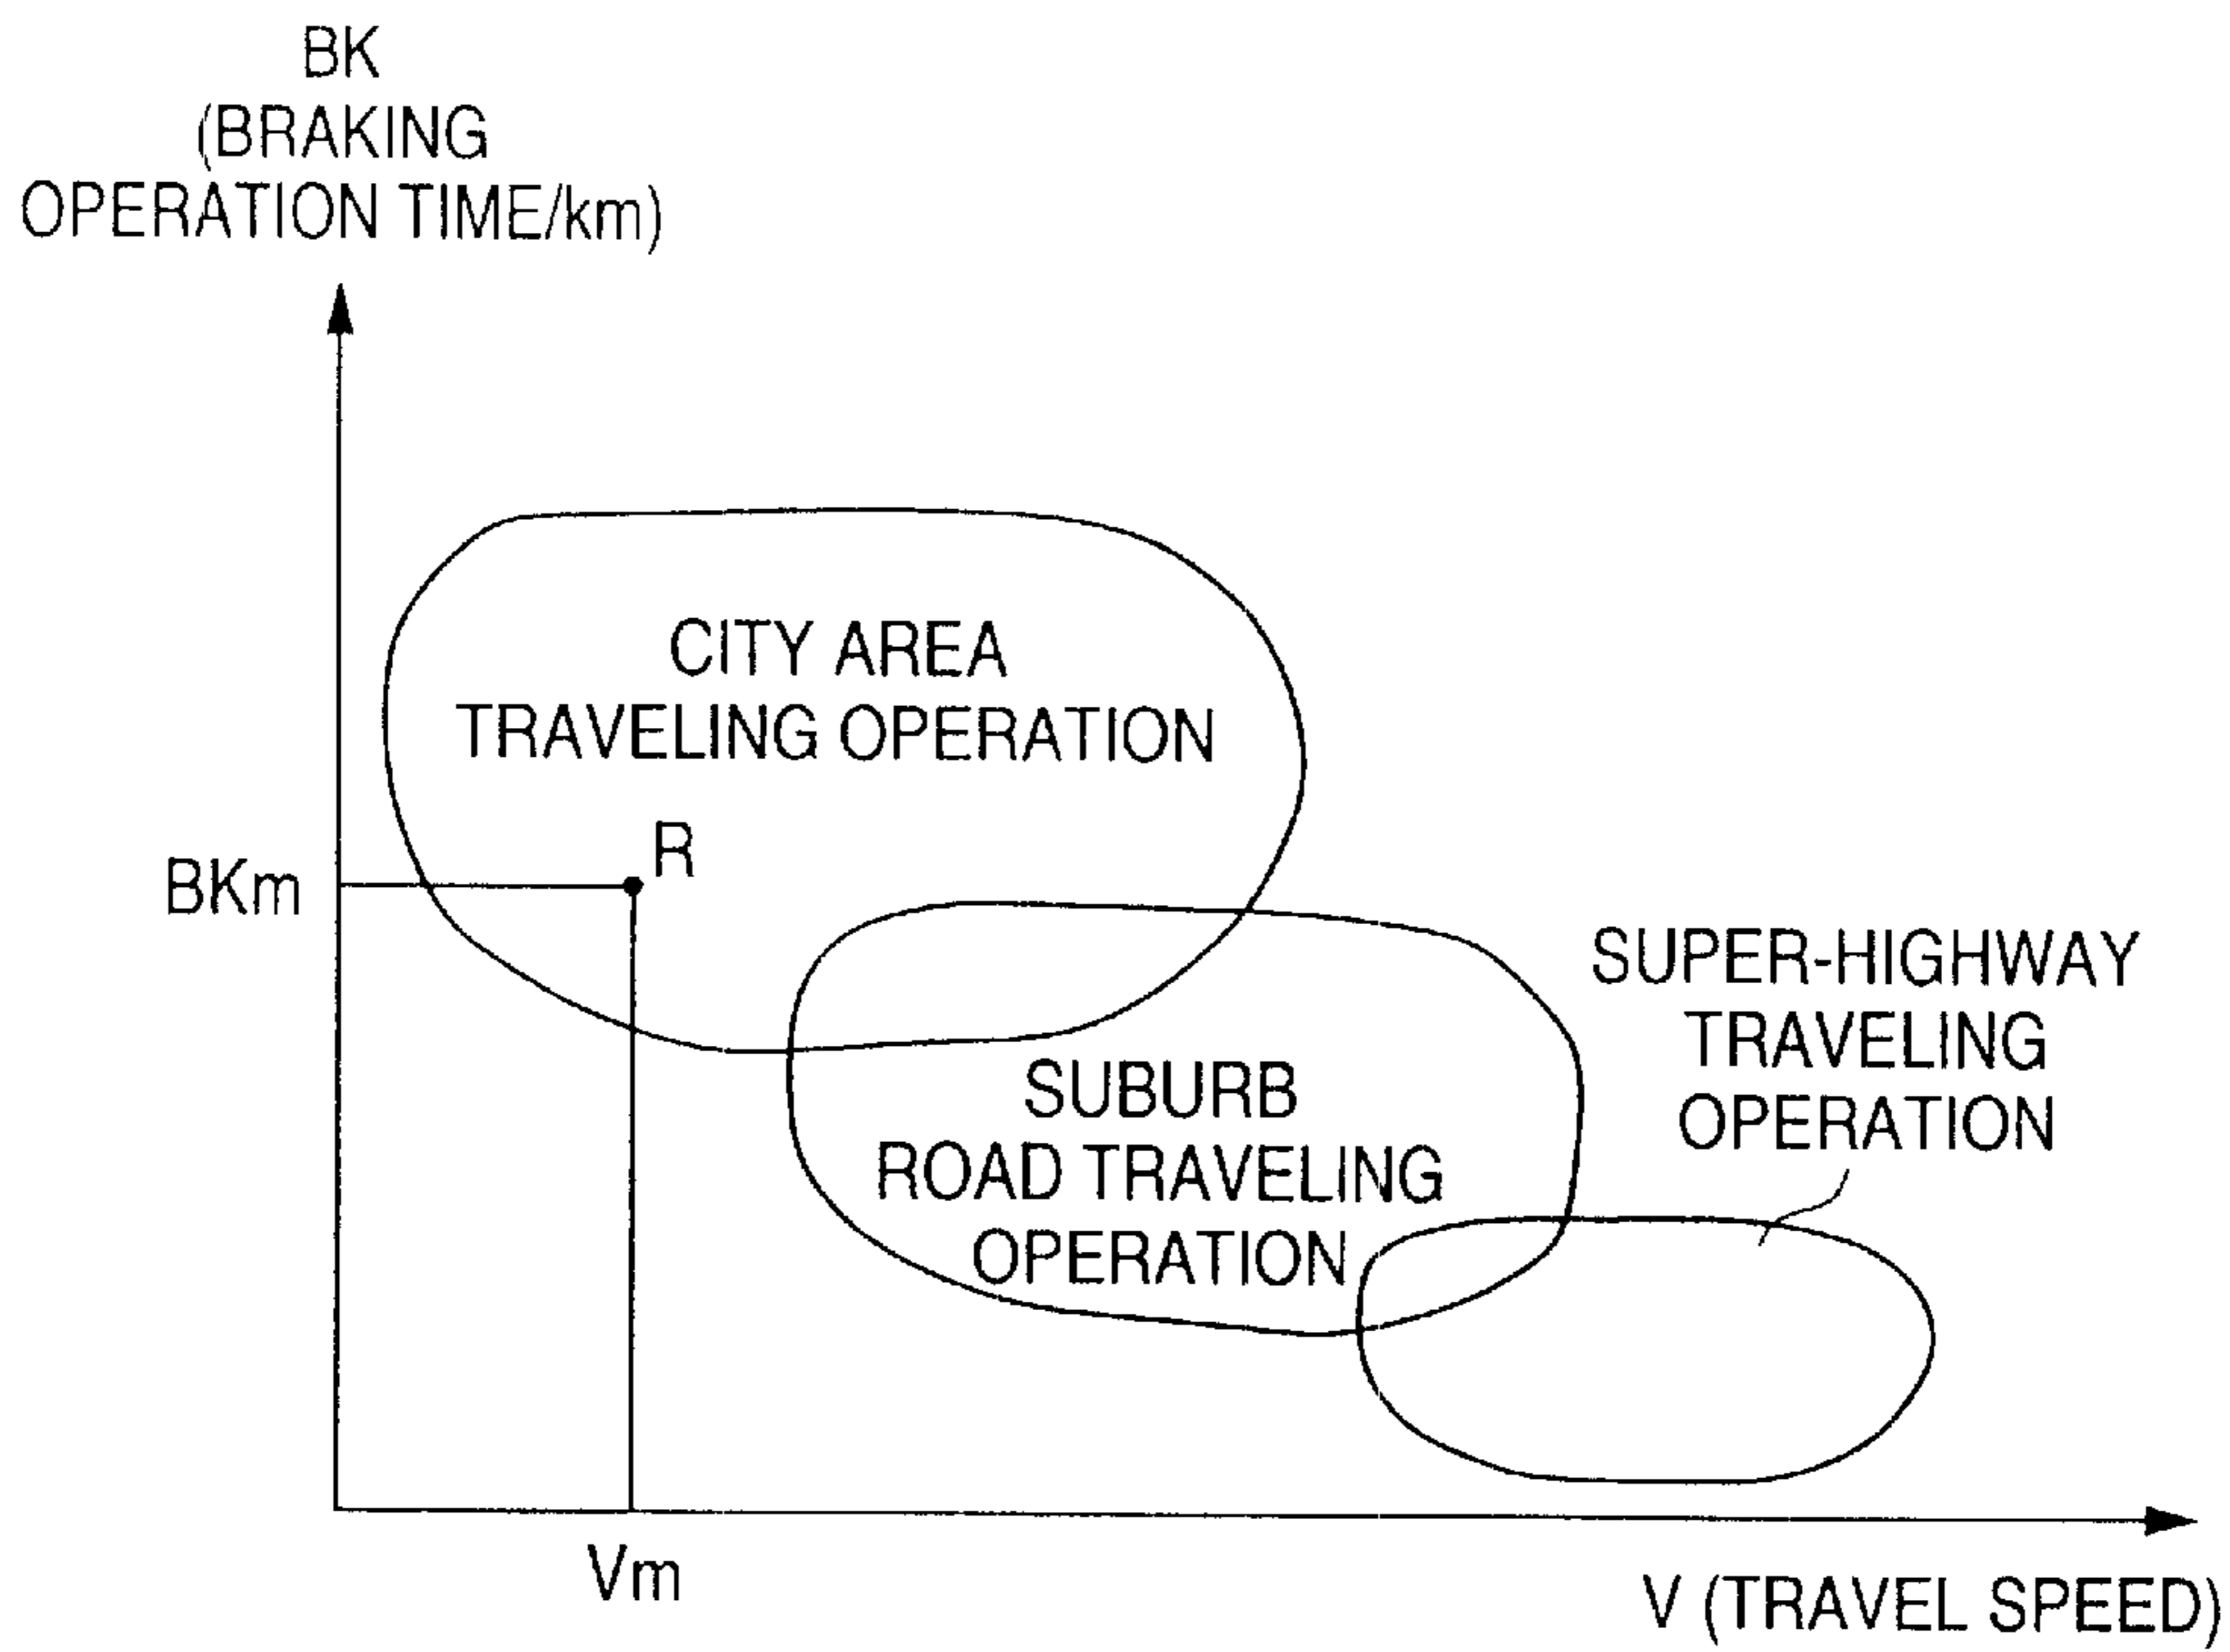 BK
(BRAKING
OPERATION TIME/km)
CITY AREA
TRAVELING OPERATION
R
BKm
SUPER-HIGHWAY
TRAVELING
OPERATION
SUBURB
ROAD TRAVELING
OPERATION
Vm
V (TRAVEL SPEED)